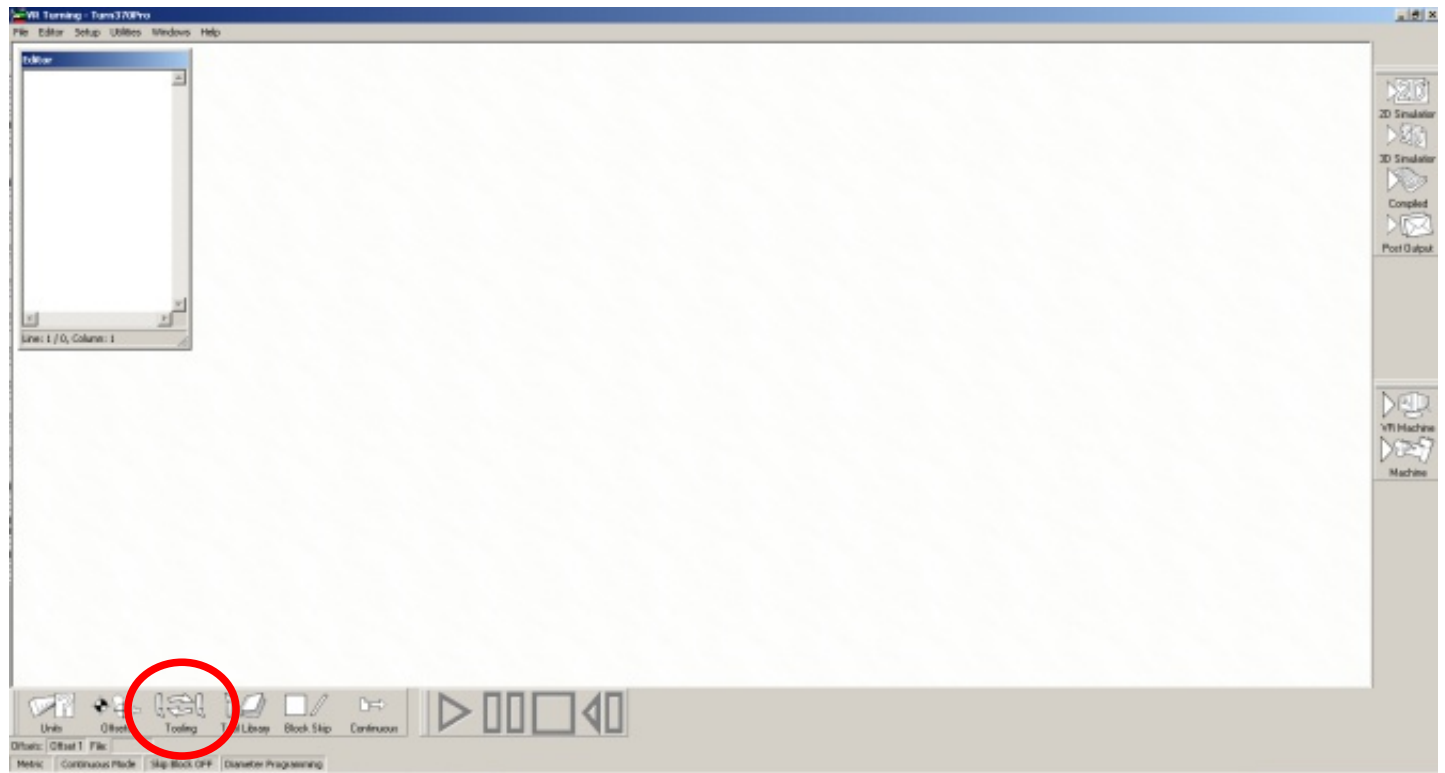 VR Turning - Turn370Pro
File Editor Setup Utilities Windows Help
Editor
Line: 1 / 0, Column: 1
2D Simulator
3D Simulator
Compiled
Post Output
VR Machine
Machine
Units Tooling Block Skip Continuous
Offsets: Offset 1 File:
Metric Continuous Mode Skip Block OFF Diameter Programming